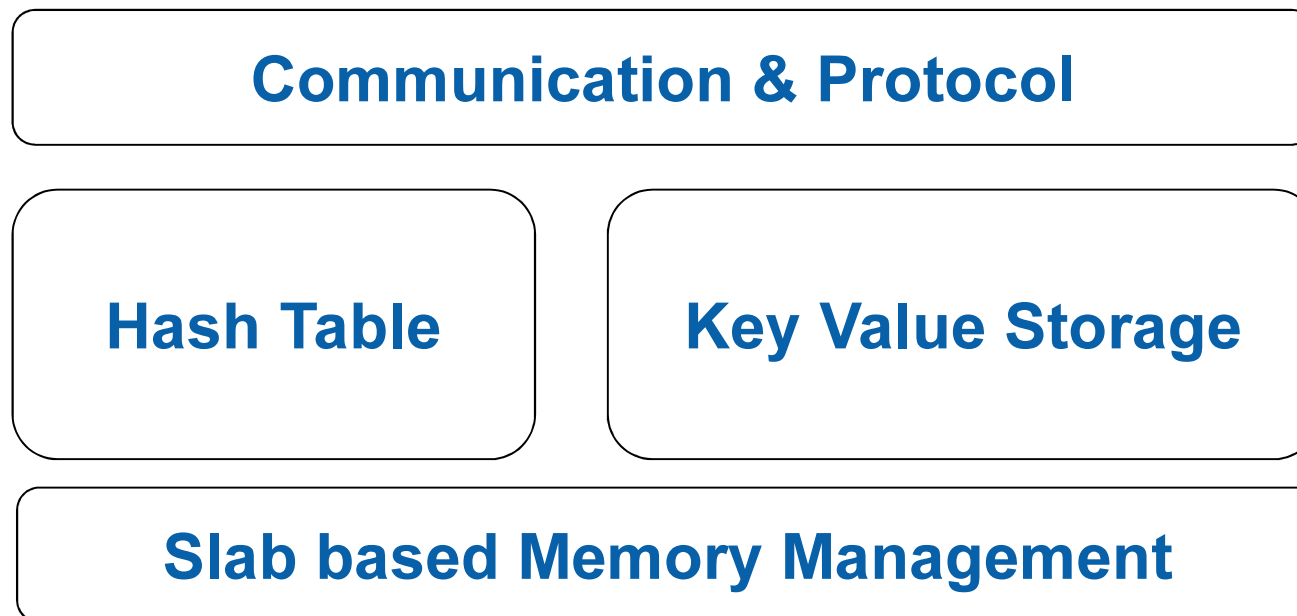 Communication & Protocol
Hash Table
Key Value Storage
Slab based Memory Management